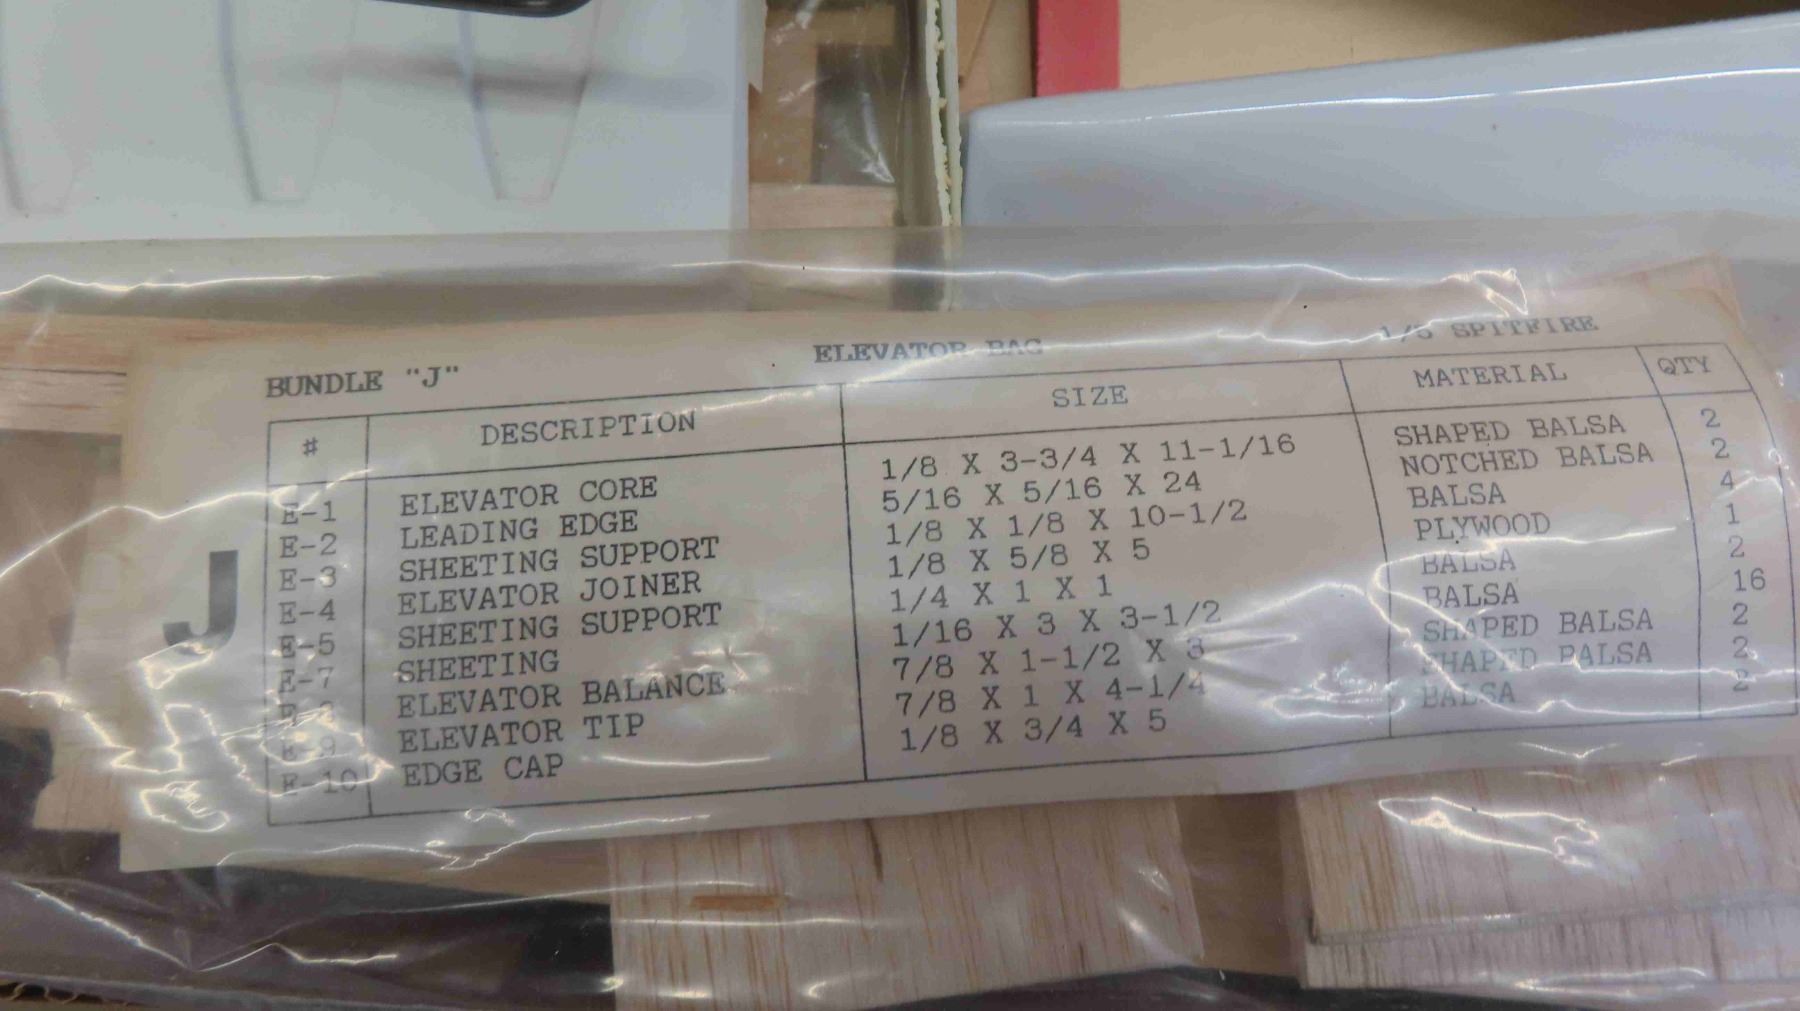 BUNDLE "J" ELEVATOR BAG 1/5 SPITFIRE
# DESCRIPTION SIZE MATERIAL QTY
E-1 ELEVATOR CORE 1/8 X 3-3/4 X 11-1/16 SHAPED BALSA 2
E-2 LEADING EDGE 5/16 X 5/16 X 24 NOTCHED BALSA 2
E-3 SHEETING SUPPORT 1/8 X 1/8 X 10-1/2 BALSA 4
E-4 ELEVATOR JOINER 1/8 X 5/8 X 5 PLYWOOD 1
E-5 SHEETING SUPPORT 1/4 X 1 X 1 BALSA 2
E-7 SHEETING 1/16 X 3 X 3-1/2 BALSA 16
ELEVATOR BALANCE 7/8 X 1-1/2 X 3 SHAPED BALSA 2
E-9 ELEVATOR TIP 7/8 X 1 X 4-1/4 SHAPED BALSA 2
E-10 EDGE CAP 1/8 X 3/4 X 5 BALSA 2
J